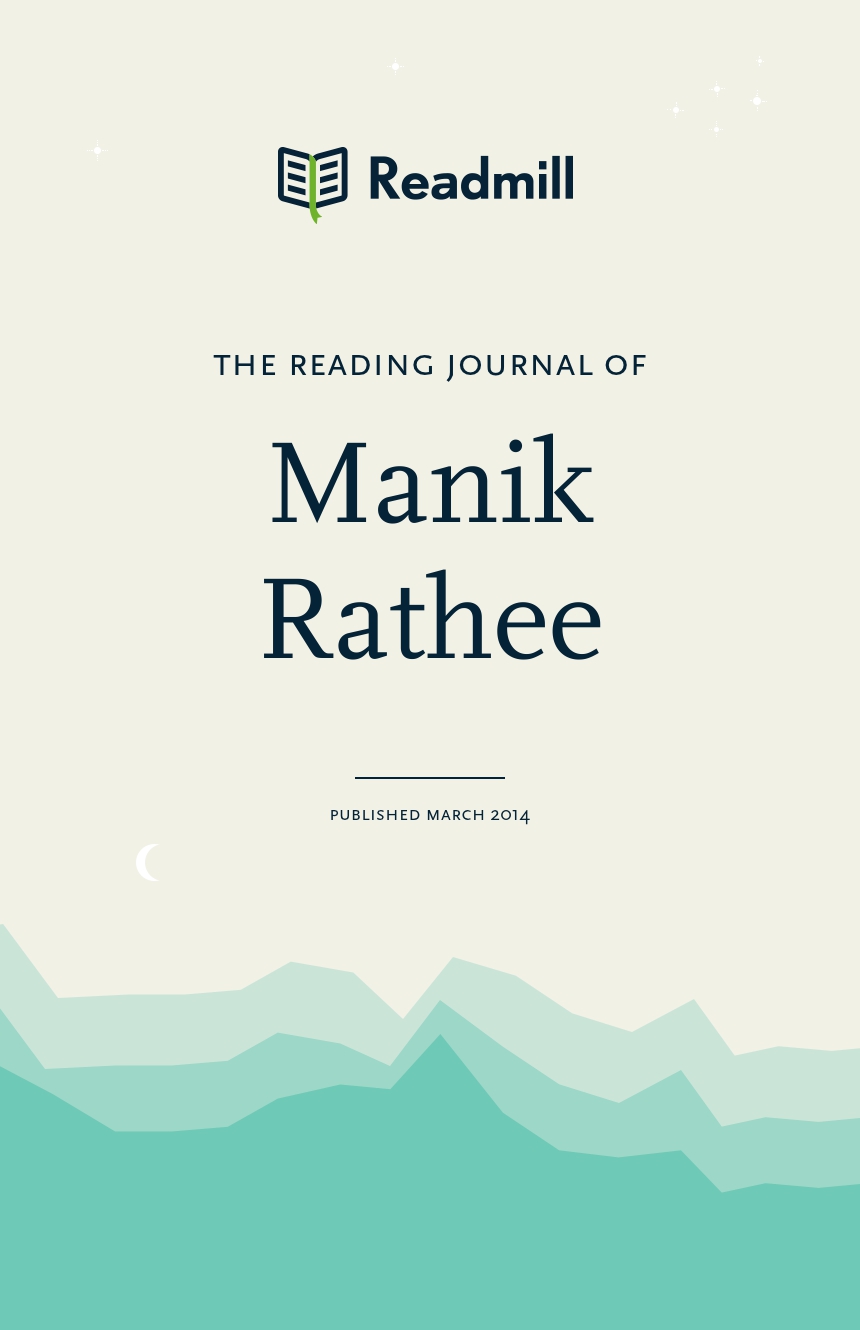 Readmill
THE READING JOURNAL OF
Manik
Rathee
PUBLISHED MARCH 2014